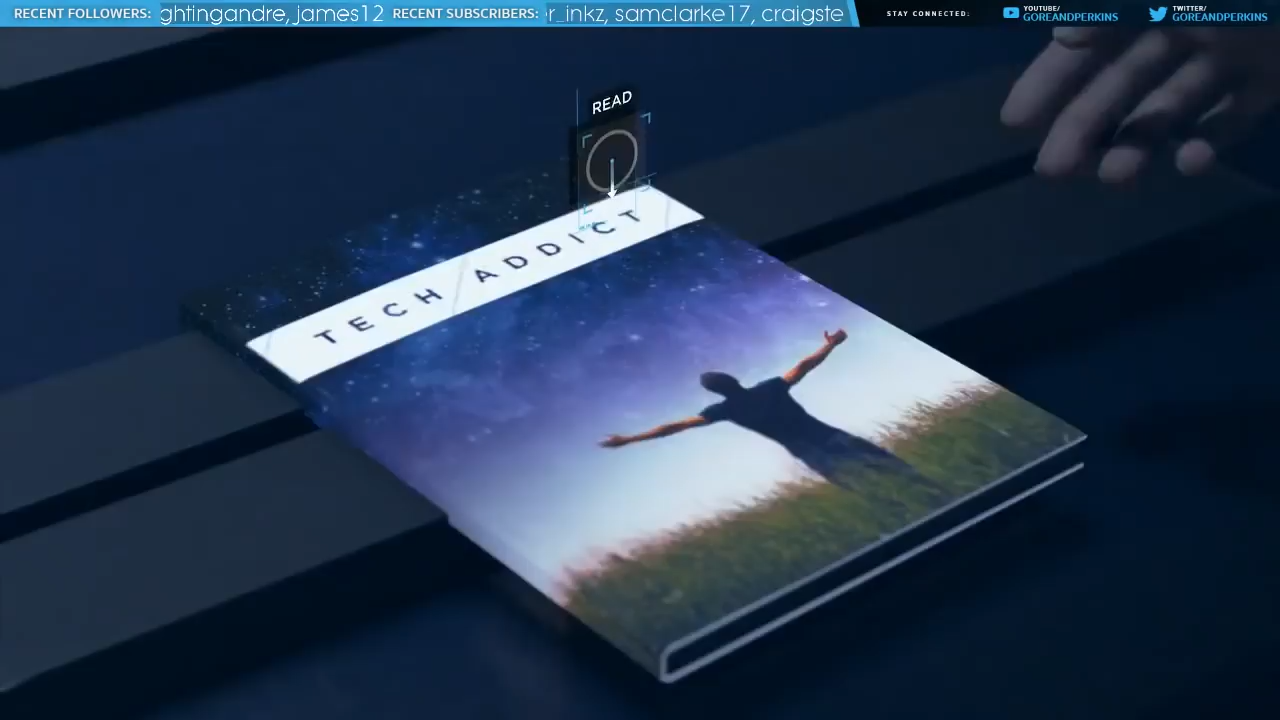 RECENT FOLLOWERS: ghtingandre, james12 RECENT SUBSCRIBERS: r_inkz, samclarke17, craigste STAY CONNECTED: YOUTUBE/ GOREANDPERKINS TWITTER/ GOREANDPERKINS
READ
TECH ADDICT